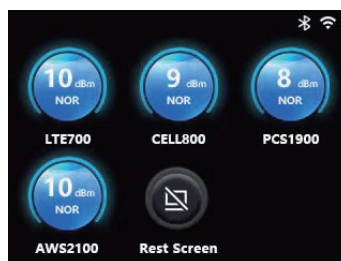 10 dBm
NOR
LTE700
9 dBm
NOR
CELL800
8 dBm
NOR
PCS1900
10 dBm
NOR
AWS2100
Rest Screen